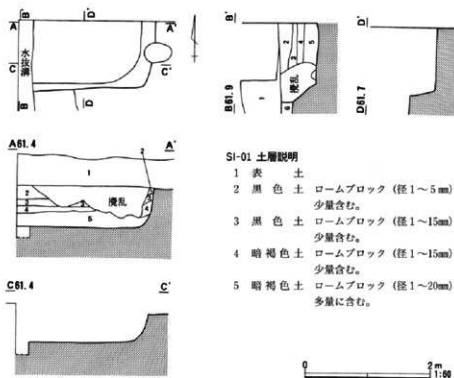 A
D'
A'
水抜溝
C
C'
B
D
B'
2
4
5
3
攪乱
1
6
B61.9
D'
D61.7
A61.4
A'
2
1
2
3
4
攪乱
5
C61.4
C'
SI-01 土層説明
1 表 土
2 黒 色 土 ロームブロック (径1~5㎜)
少量含む。
3 黒 色 土 ロームブロック (径1~15㎜)
少量含む。
4 暗 褐 色 土 ロームブロック (径1~15㎜)
少量含む。
5 暗 褐 色 土 ロームブロック (径1~20㎜)
多量に含む。
0 2m
1:60